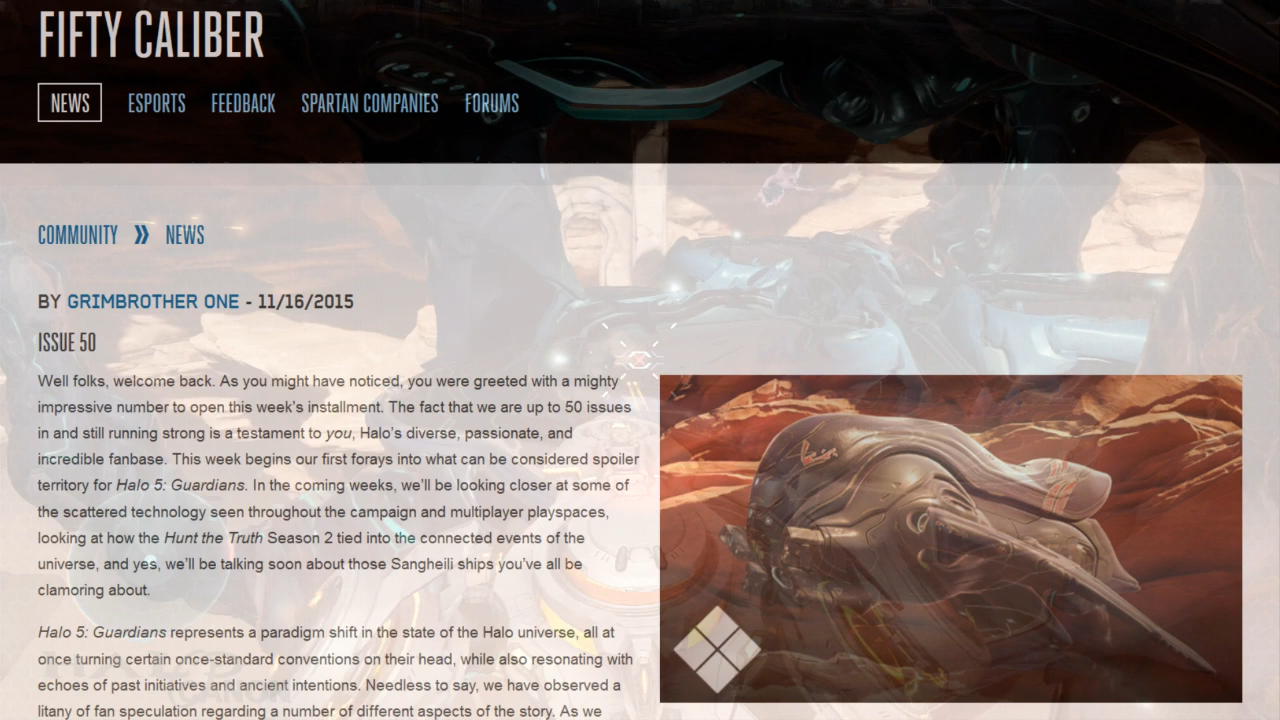 FIFTY CALIBER
NEWS ESPORTS FEEDBACK SPARTAN COMPANIES FORUMS
COMMUNITY » NEWS
BY GRIMBROTHER ONE - 11/16/2015
ISSUE 50
Well folks, welcome back. As you might have noticed, you were greeted with a mighty
impressive number to open this week's installment. The fact that we are up to 50 issues
in and still running strong is a testament to you, Halo's diverse, passionate, and
incredible fanbase. This week begins our first forays into what can be considered spoiler
territory for Halo 5: Guardians. In the coming weeks, we'll be looking closer at some of
the scattered technology seen throughout the campaign and multiplayer playspaces,
looking at how the Hunt the Truth Season 2 tied into the connected events of the
universe, and yes, we'll be talking soon about those Sangheili ships you've all be
clamoring about.
Halo 5: Guardians represents a paradigm shift in the state of the Halo universe, all at
once turning certain once-standard conventions on their head, while also resonating with
echoes of past initiatives and ancient intentions. Needless to say, we have observed a
litany of fan speculation regarding a number of different aspects of the story. As we